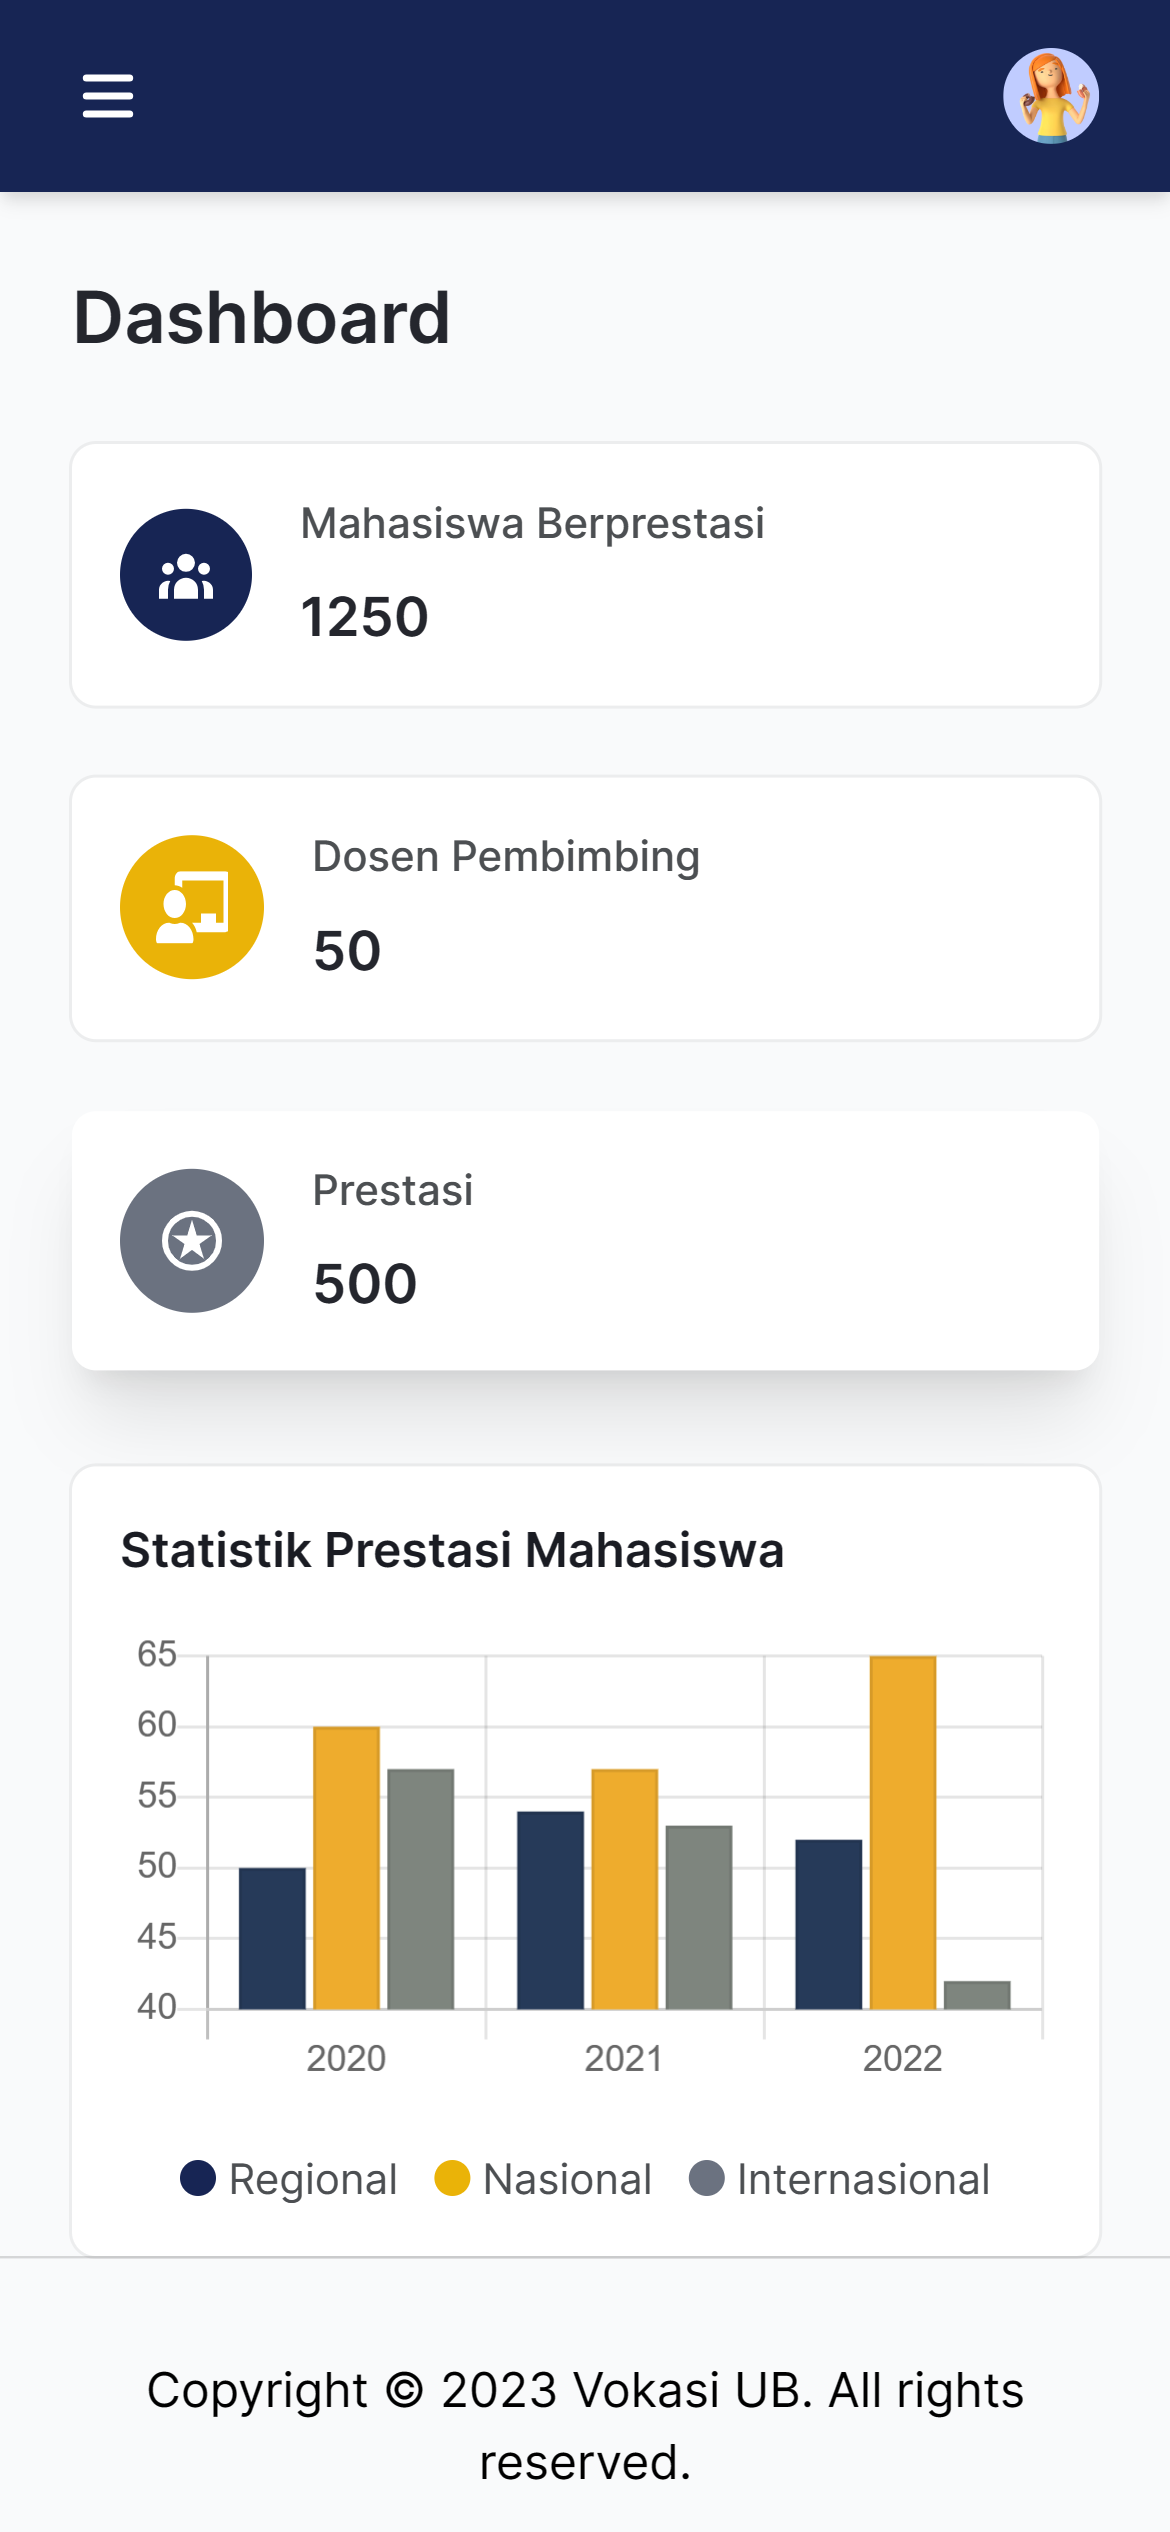 Dashboard
Mahasiswa Berprestasi
1250
Dosen Pembimbing
50
Prestasi
500
Statistik Prestasi Mahasiswa
65
60
55
50
45
40
2020 2021 2022
Regional Nasional Internasional
Copyright © 2023 Vokasi UB. All rights
reserved.